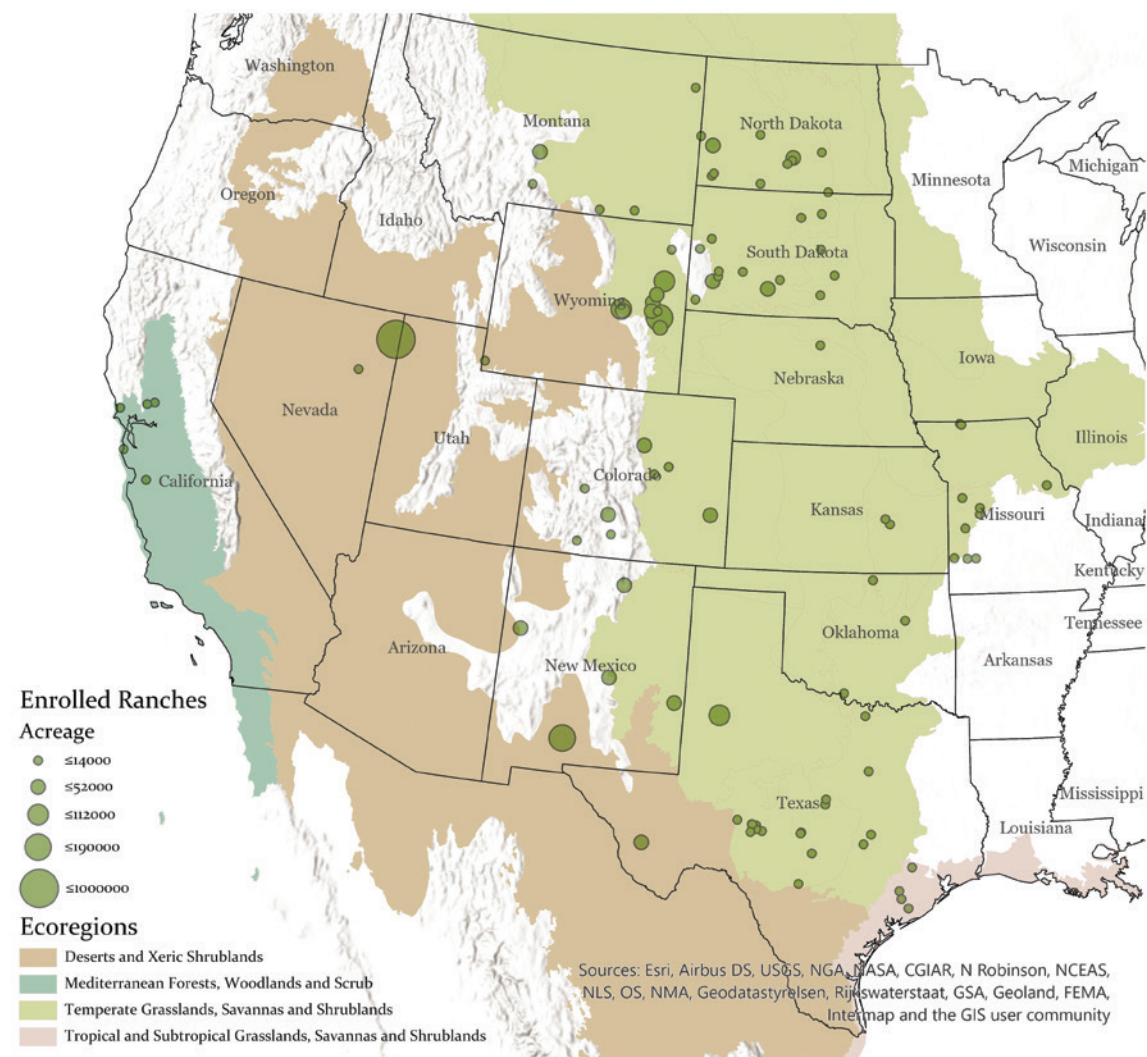 Washington
Montana
North Dakota
Minnesota
Michigan
Oregon
Idaho
Wisconsin
South Dakota
Wyoming
Iowa
Nebraska
Nevada
Utah
Illinois
Colorado
California
Kansas
Missouri
Indiana
Kentucky
Tennessee
Oklahoma
Arizona
New Mexico
Arkansas
Enrolled Ranches
Acreage
≤14000
≤52000
≤112000
≤190000
≤1000000
Texas
Mississippi
Louisiana
Ecoregions
Deserts and Xeric Shrublands
Mediterranean Forests, Woodlands and Scrub
Temperate Grasslands, Savannas and Shrublands
Tropical and Subtropical Grasslands, Savannas and Shrublands
Sources: Esri, Airbus DS, USGS, NGA, NASA, CGIAR, N Robinson, NCEAS,
NLS, OS, NMA, Geodatastyrelsen, Rijkswaterstaat, GSA, Geoland, FEMA,
Intermap and the GIS user community